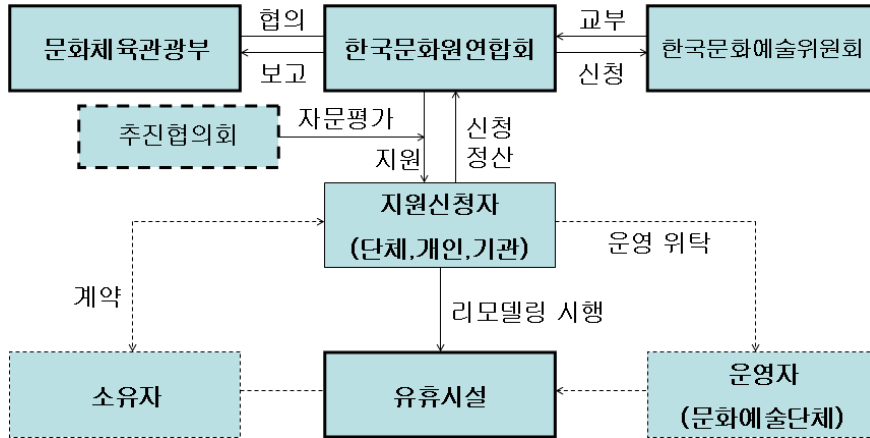 협의
교부
문화체육관광부
한국문화원연합회
한국문화예술위원회
보고
신청
추진협의회
자문평가
신청
정산
지원
지원신청자
(단체,개인,기관)
운영 위탁
계약
리모델링 시행
소유자
유휴시설
운영자
(문화예술단체)